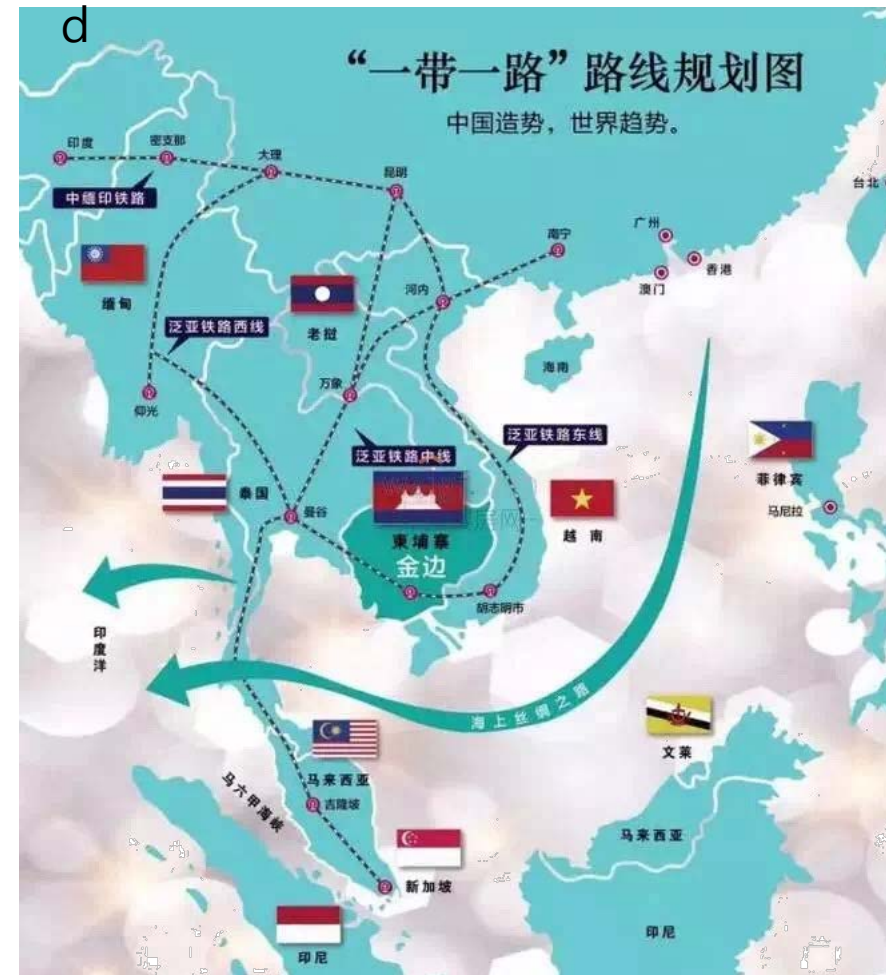 d
“一带一路”路线规划图
中国造势，世界趋势。
印度
密支那
大理
昆明
中缅印铁路
台北
广州
南宁
香港
澳门
河内
缅甸
老挝
泛亚铁路西线
海南
万象
仰光
泛亚铁路中线
泛亚铁路东线
菲律宾
泰国
曼谷
马尼拉
越南
柬埔寨
金边
胡志明市
印度洋
海上丝绸之路
文莱
马来西亚
马六甲海峡
吉隆坡
马来西亚
新加坡
印尼
印尼